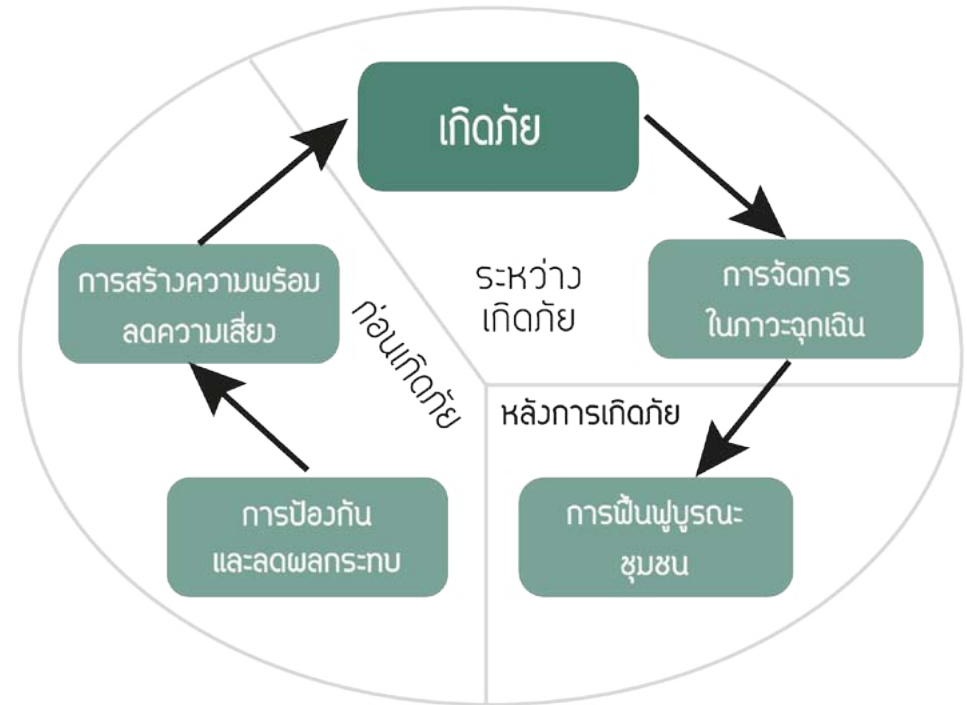 เกิดภัย
การสร้างความพร้อม
ลดความเสี่ยง
ก่อนเกิดภัย
ระหว่าง
เกิดภัย
การจัดการ
ในภาวะฉุกเฉิน
หลังการเกิดภัย
การป้องกัน
และลดผลกระทบ
การฟื้นฟูบูรณะ
ชุมชน